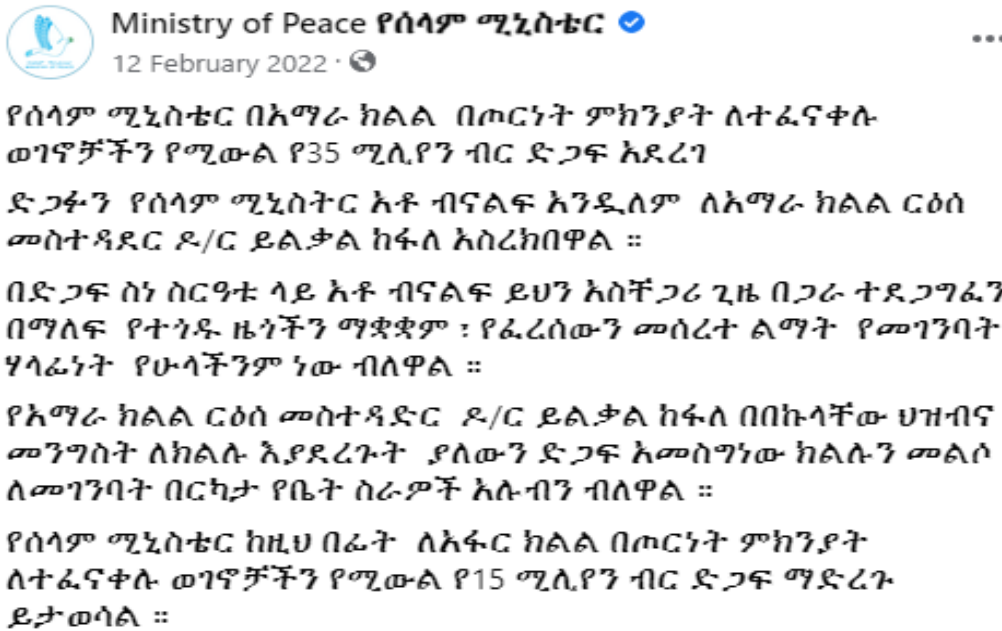 Ministry of Peace የሰላም ሚኒስቴር
12 February 2022 ·
የሰላም ሚኒስቴር በአማራ ክልል በጦርነት ምክንያት ለተፈናቀሉ
ወገኖቻችን የሚውል የ35 ሚሊየን ብር ድጋፍ አደረገ
ድጋፉን የሰላም ሚኒስትር አቶ ብናልፍ አንዷለም ለአማራ ክልል ርዕሰ
መስተዳደር ዶ/ር ይልቃል ከፋለ አስረክበዋል ።
በድጋፍ ስነ ስርዓቱ ላይ አቶ ብናልፍ ይህን አስቸጋሪ ጊዜ በጋራ ተደጋግፈን
በማለፍ የተጎዱ ዜጎችን ማቋቋም ፣ የፈረሰውን መሰረተ ልማት የመገንባት
ሃላፊነት የሁላችንም ነው ብለዋል ።
የአማራ ክልል ርዕሰ መስተዳድር ዶ/ር ይልቃል ከፋለ በበኩላቸው ህዝብና
መንግስት ለክልሉ እያደረጉት ያለውን ድጋፍ አመስግነው ክልሉን መልሶ
ለመገንባት በርካታ የቤት ስራዎች አሉብን ብለዋል ።
የሰላም ሚኒስቴር ከዚህ በፊት ለአፋር ክልል በጦርነት ምክንያት
ለተፈናቀሉ ወገኖቻችን የሚውል የ15 ሚሊየን ብር ድጋፍ ማድረጉ
ይታወሳል ።